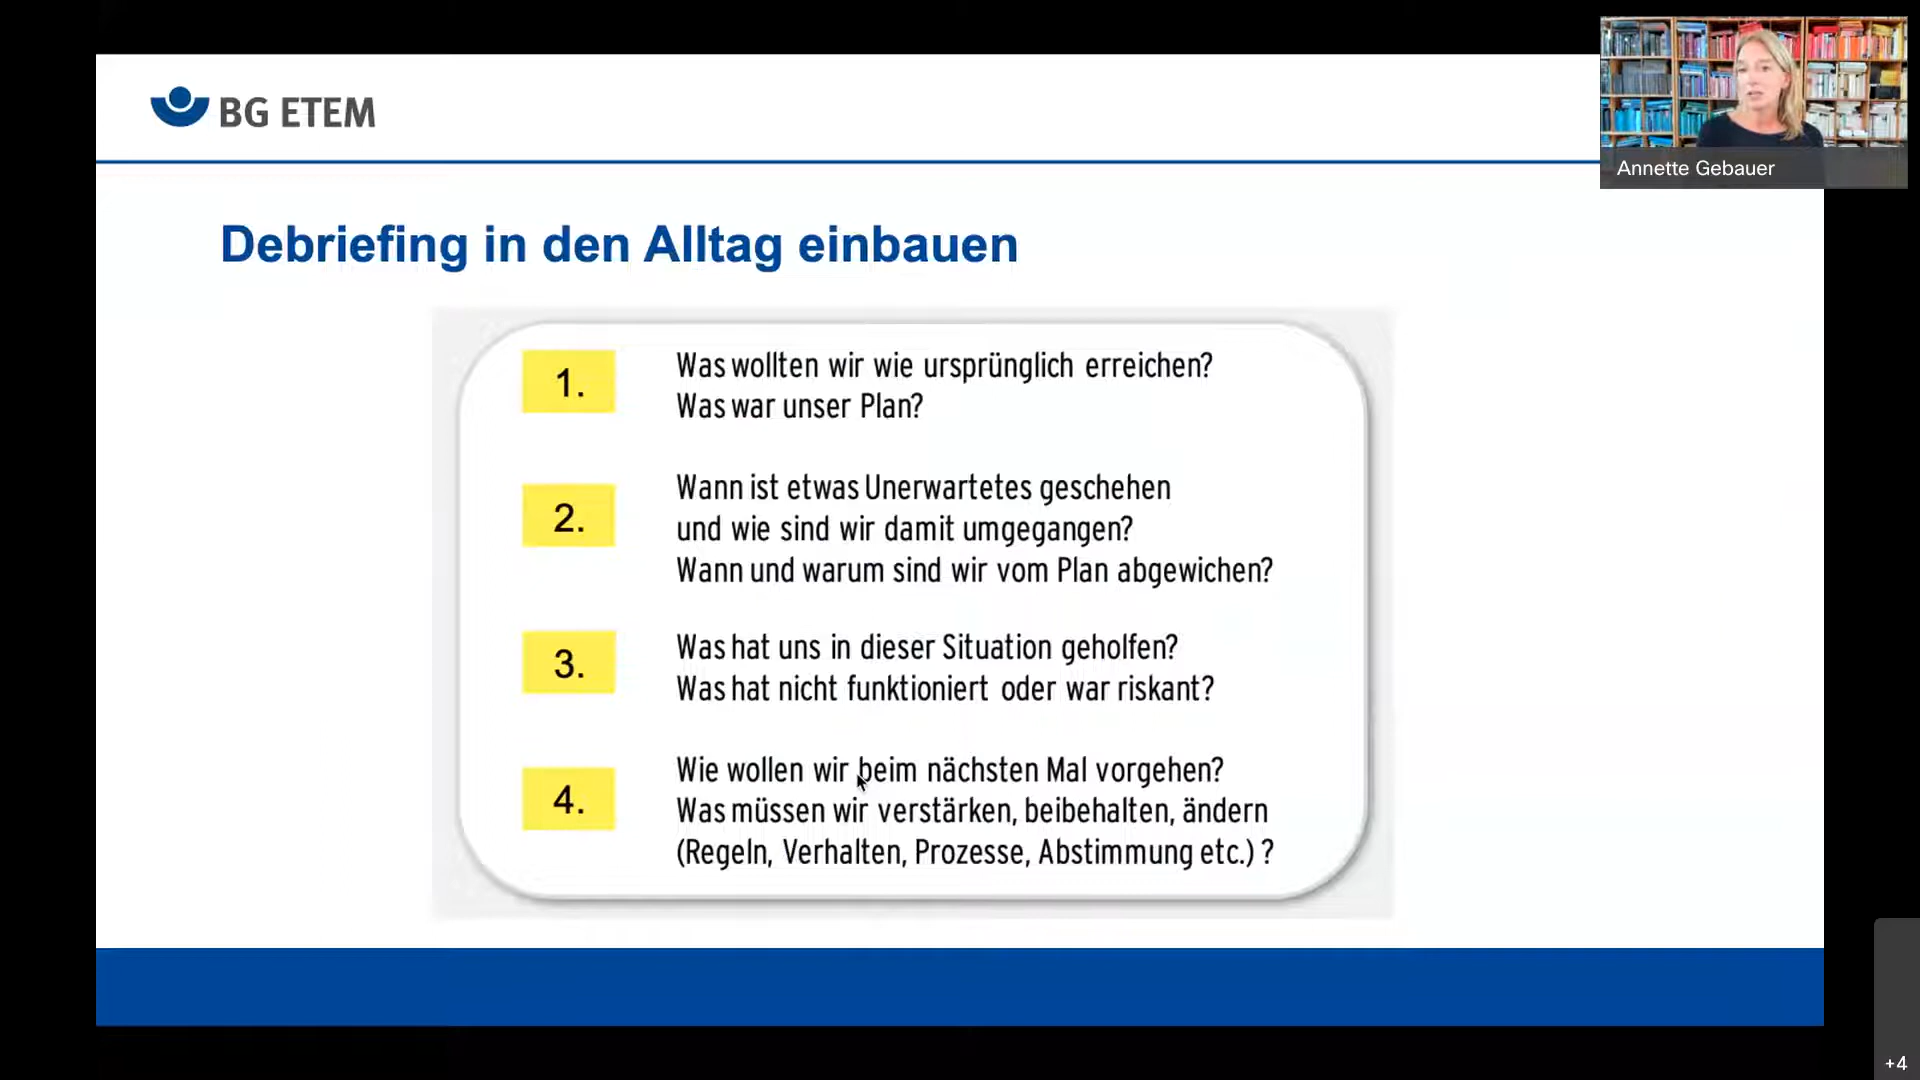 BG ETEM
Annette Gebauer
Debriefing in den Alltag einbauen
1.
Was wollten wir wie ursprünglich erreichen?
Was war unser Plan?
2.
Wann ist etwas Unerwartetes geschehen
und wie sind wir damit umgegangen?
Wann und warum sind wir vom Plan abgewichen?
3.
Was hat uns in dieser Situation geholfen?
Was hat nicht funktioniert oder war riskant?
4.
Wie wollen wir beim nächsten Mal vorgehen?
Was müssen wir verstärken, beibehalten, ändern
(Regeln, Verhalten, Prozesse, Abstimmung etc.) ?
+4